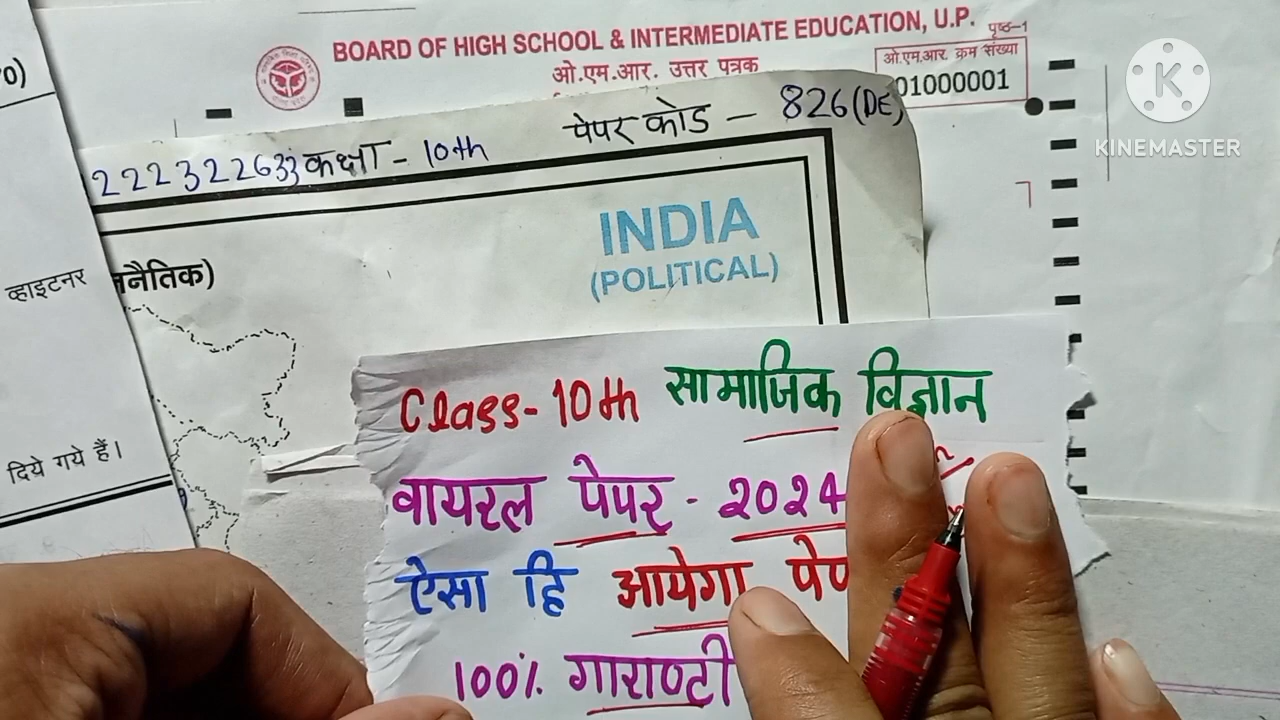 BOARD OF HIGH SCHOOL & INTERMEDIATE EDUCATION, U.P.
पृष्ठ-1
ओ.एम.आर. उत्तर पत्रक
ओ.एम.आर. क्रम संख्या
01000001
KINEMASTER
222322633 कक्षा - 10th पेपर कोड - 826(DE)
INDIA
(POLITICAL)
व्हाइटनर
दिये गये हैं।
Class-10th सामाजिक विज्ञान
वायरल पेपर - 2024
ऐसा हि आयेगा
100% गाराण्टी